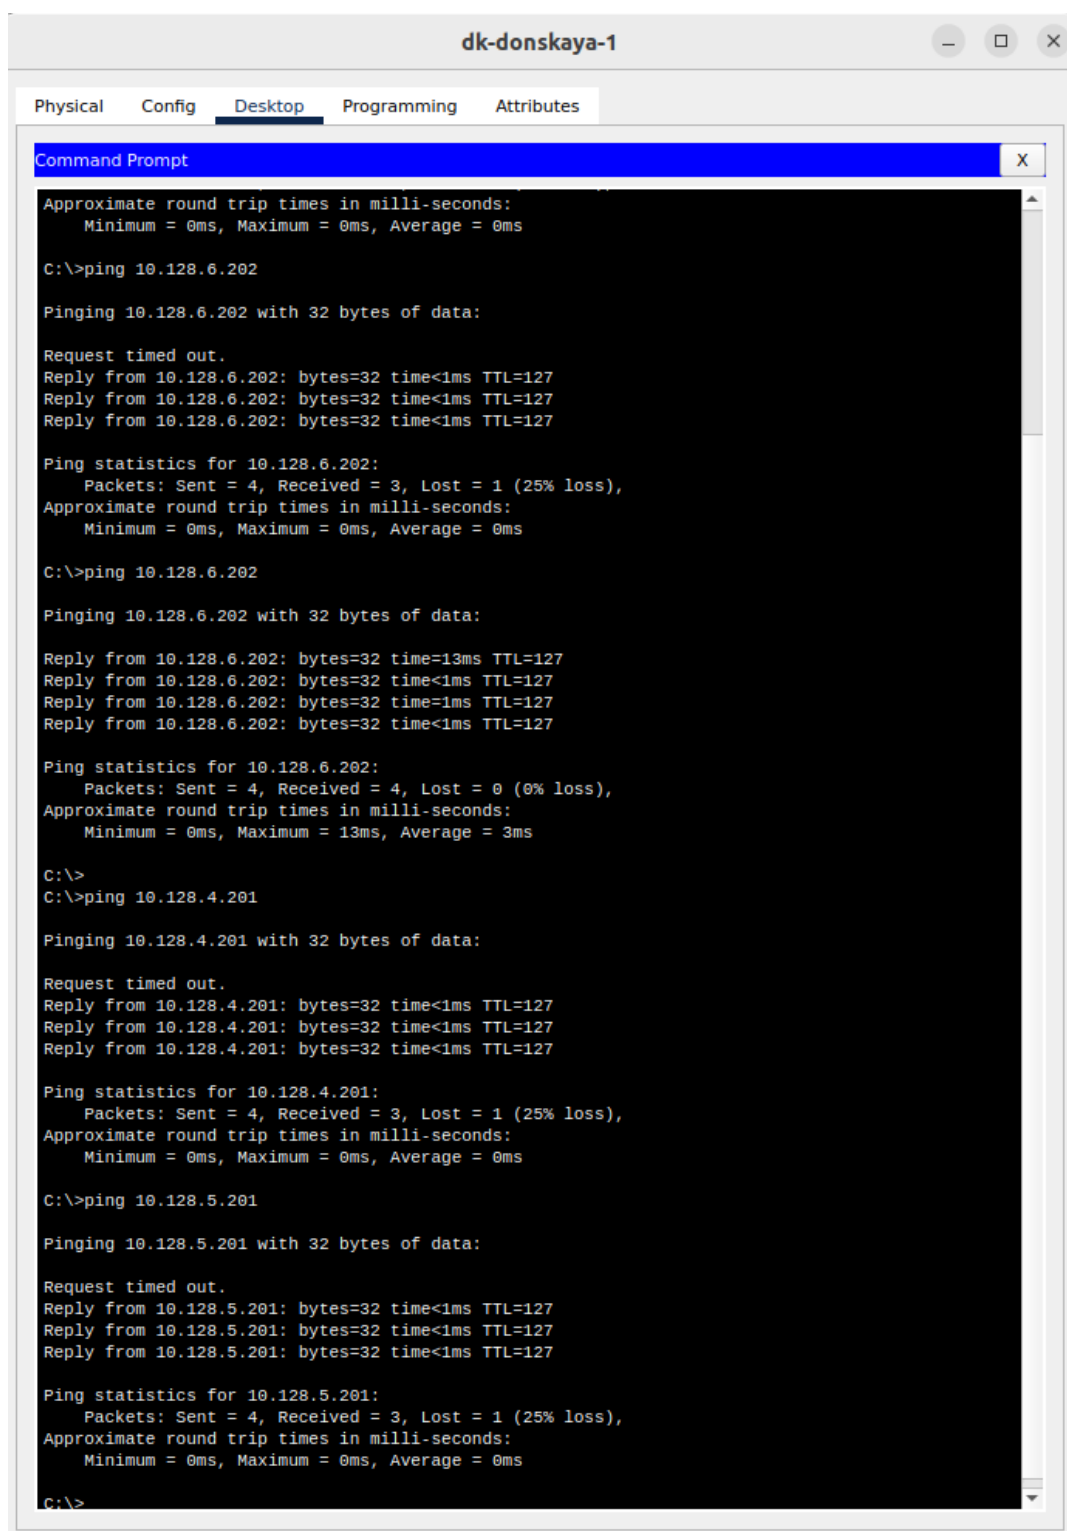 dk-donskaya-1
Physical Config Desktop Programming Attributes
Command Prompt X
Approximate round trip times in milli-seconds:
    Minimum = 0ms, Maximum = 0ms, Average = 0ms

C:\>ping 10.128.6.202

Pinging 10.128.6.202 with 32 bytes of data:

Request timed out.
Reply from 10.128.6.202: bytes=32 time<1ms TTL=127
Reply from 10.128.6.202: bytes=32 time<1ms TTL=127
Reply from 10.128.6.202: bytes=32 time<1ms TTL=127

Ping statistics for 10.128.6.202:
    Packets: Sent = 4, Received = 3, Lost = 1 (25% loss),
Approximate round trip times in milli-seconds:
    Minimum = 0ms, Maximum = 0ms, Average = 0ms

C:\>ping 10.128.6.202

Pinging 10.128.6.202 with 32 bytes of data:

Reply from 10.128.6.202: bytes=32 time=13ms TTL=127
Reply from 10.128.6.202: bytes=32 time<1ms TTL=127
Reply from 10.128.6.202: bytes=32 time=1ms TTL=127
Reply from 10.128.6.202: bytes=32 time<1ms TTL=127

Ping statistics for 10.128.6.202:
    Packets: Sent = 4, Received = 4, Lost = 0 (0% loss),
Approximate round trip times in milli-seconds:
    Minimum = 0ms, Maximum = 13ms, Average = 3ms

C:\>
C:\>ping 10.128.4.201

Pinging 10.128.4.201 with 32 bytes of data:

Request timed out.
Reply from 10.128.4.201: bytes=32 time<1ms TTL=127
Reply from 10.128.4.201: bytes=32 time<1ms TTL=127
Reply from 10.128.4.201: bytes=32 time<1ms TTL=127

Ping statistics for 10.128.4.201:
    Packets: Sent = 4, Received = 3, Lost = 1 (25% loss),
Approximate round trip times in milli-seconds:
    Minimum = 0ms, Maximum = 0ms, Average = 0ms

C:\>ping 10.128.5.201

Pinging 10.128.5.201 with 32 bytes of data:

Request timed out.
Reply from 10.128.5.201: bytes=32 time<1ms TTL=127
Reply from 10.128.5.201: bytes=32 time<1ms TTL=127
Reply from 10.128.5.201: bytes=32 time<1ms TTL=127

Ping statistics for 10.128.5.201:
    Packets: Sent = 4, Received = 3, Lost = 1 (25% loss),
Approximate round trip times in milli-seconds:
    Minimum = 0ms, Maximum = 0ms, Average = 0ms

C:\>